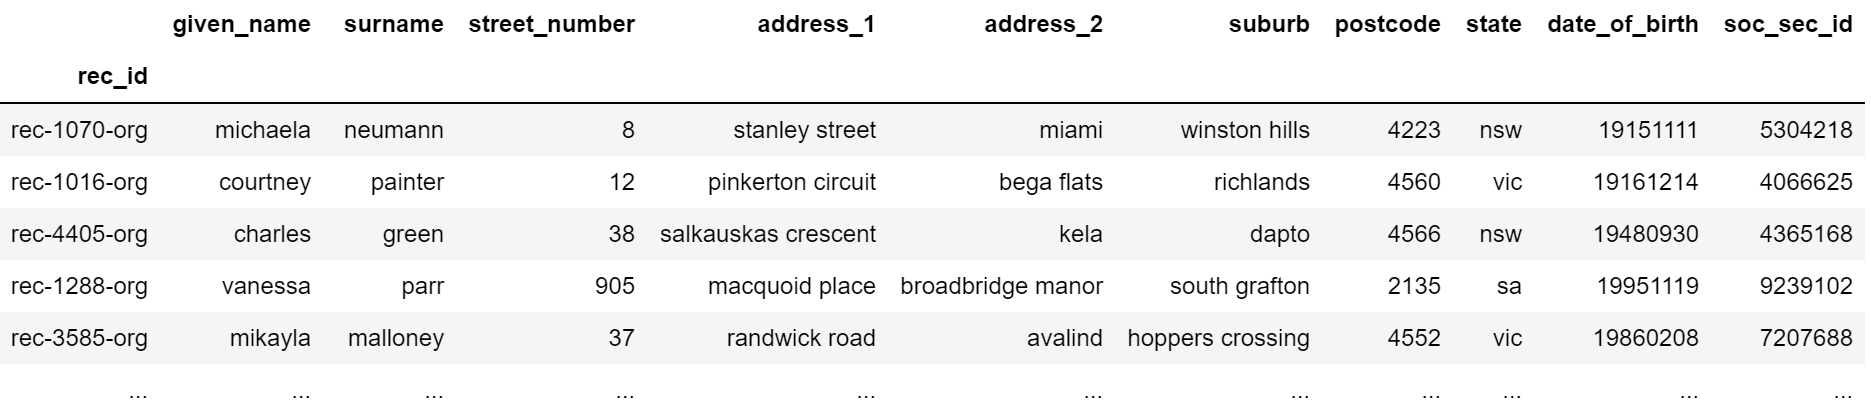 given_name surname street_number address_1 address_2 suburb postcode state date_of_birth soc_sec_id
rec_id
rec-1070-org michaela neumann 8 stanley street miami winston hills 4223 nsw 19151111 5304218
rec-1016-org courtney painter 12 pinkerton circuit bega flats richlands 4560 vic 19161214 4066625
rec-4405-org charles green 38 salkauskas crescent kela dapto 4566 nsw 19480930 4365168
rec-1288-org vanessa parr 905 macquoid place broadbridge manor south grafton 2135 sa 19951119 9239102
rec-3585-org mikayla malloney 37 randwick road avalind hoppers crossing 4552 vic 19860208 7207688
... ... ... ... ... ... ... ... ... ... ...